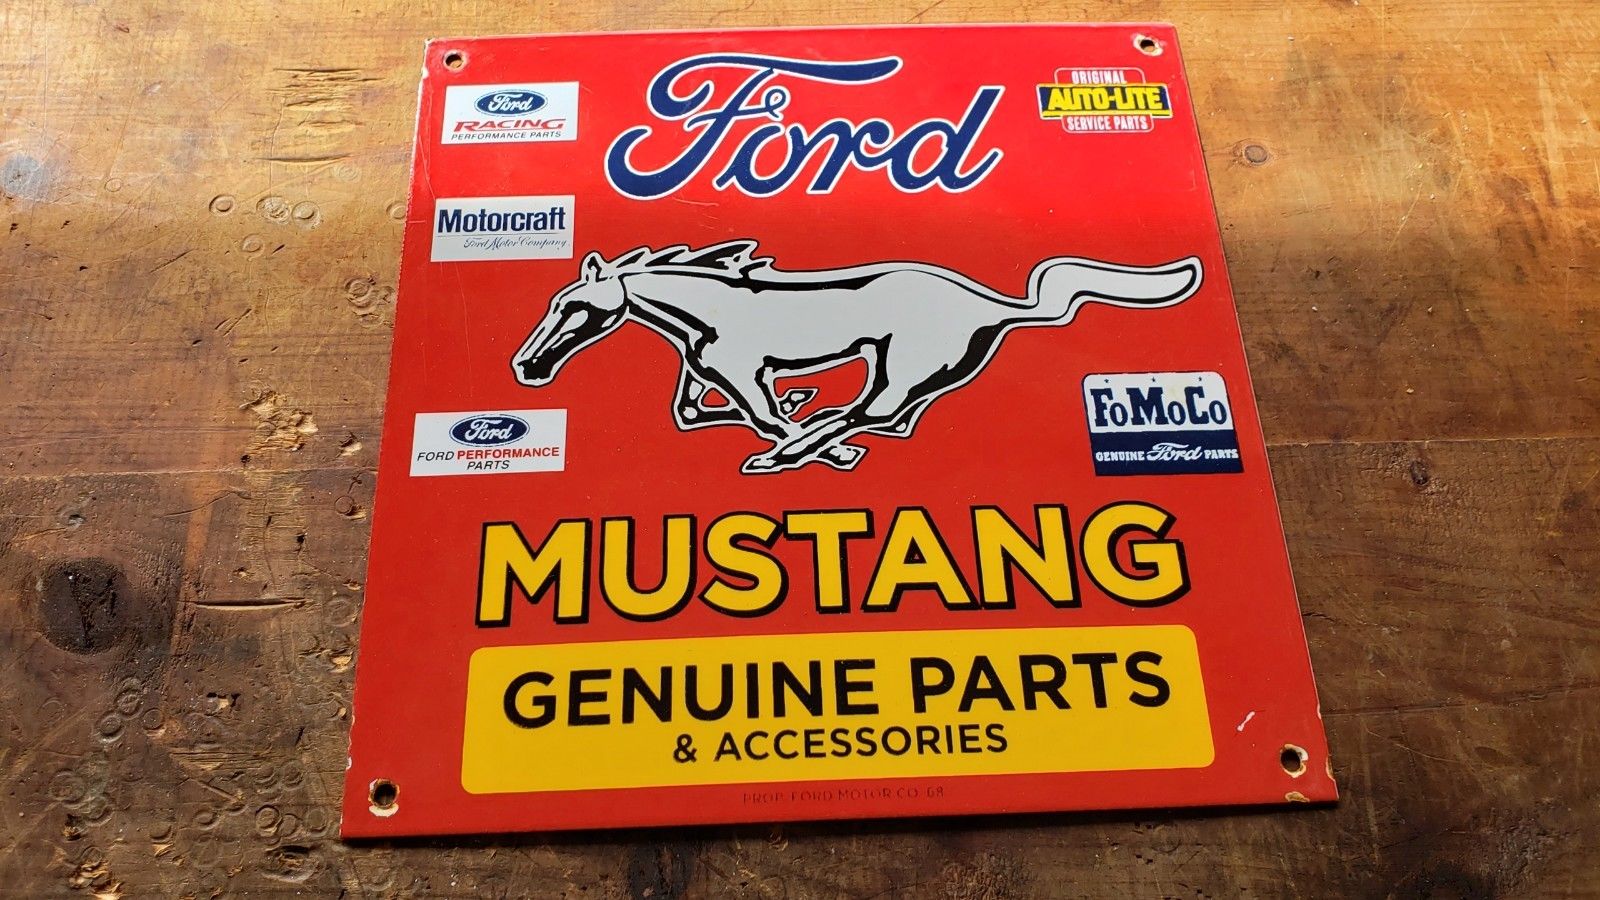 Ford
Ford
RACING
PERFORMANCE PARTS
ORIGINAL
AUTO-LITE
SERVICE PARTS
Motorcraft
Ford Motor Company
FoMoCo
GENUINE Ford PARTS
Ford
FORD PERFORMANCE
PARTS
MUSTANG
GENUINE PARTS
& ACCESSORIES
PROP. FORD MOTOR CO. 68